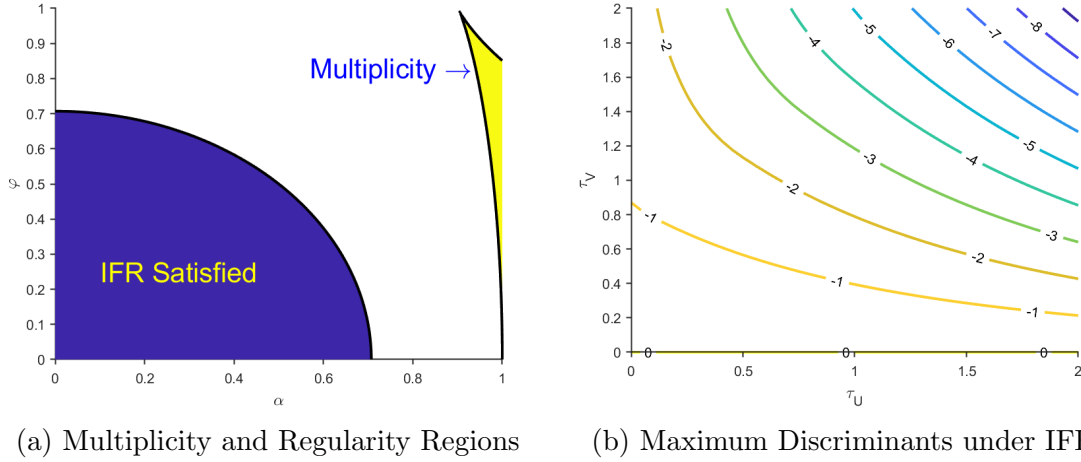 1
0.9
0.8
0.7
0.6
0.5
0.4
0.3
0.2
0.1
0
φ
Multiplicity →
IFR Satisfied
0 0.2 0.4 0.6 0.8 1
α
(a) Multiplicity and Regularity Regions
2
1.8
1.6
1.4
1.2
1
0.8
0.6
0.4
0.2
0
τV
-2 -4 -5 -6 -7 -8
-5
-4
-3
-3
-2
-2
-1
-1
-1
0 0 0
0 0.5 1 1.5 2
τU
(b) Maximum Discriminants under IFR